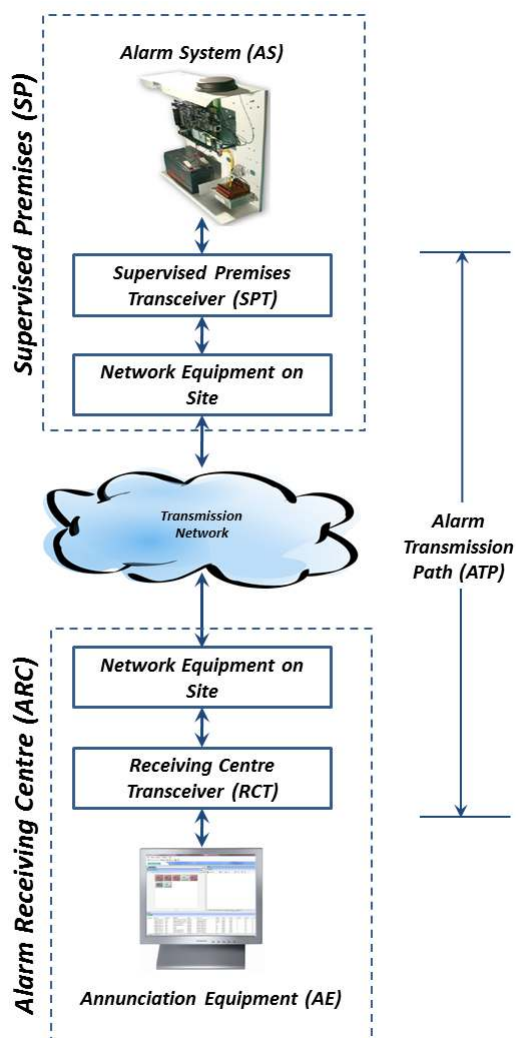 Supervised Premises (SP)
Alarm System (AS)
Supervised Premises
Transceiver (SPT)
Network Equipment on
Site
Transmission
Network
Alarm
Transmission
Path (ATP)
Alarm Receiving Centre (ARC)
Network Equipment on
Site
Receiving Centre
Transceiver (RCT)
Annunciation Equipment (AE)